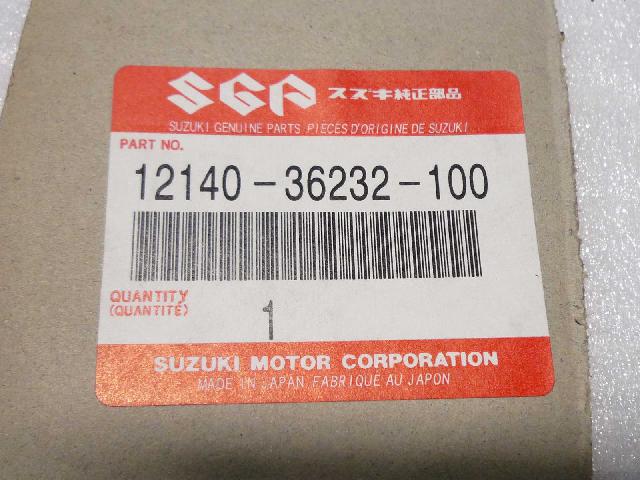 SGP スズキ純正部品
SUZUKI GENUINE PARTS PIECES D'ORIGINE DE SUZUKI
PART NO.
12140-36232-100
QUANTITY
(QUANTITÉ)
1
SUZUKI MOTOR CORPORATION
MADE IN JAPAN FABRIQUE AU JAPON